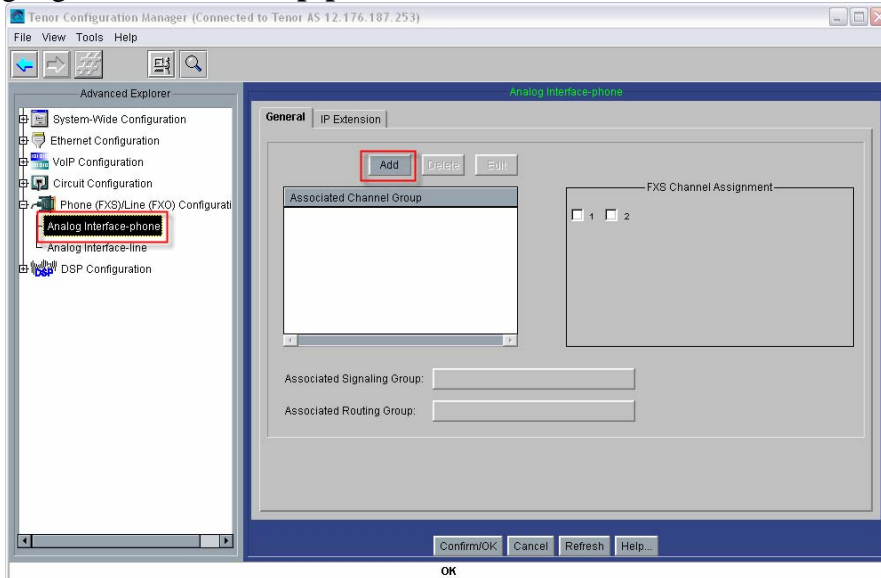 Tenor Configuration Manager (Connected to Tenor AS 12.176.187.253)
File View Tools Help
Advanced Explorer
System-Wide Configuration
Ethernet Configuration
VoIP Configuration
Circuit Configuration
Phone (FXS)/Line (FXO) Configurati
Analog Interface-phone
Analog Interface-line
DSP DSP Configuration
Analog Interface-phone
General IP Extension
Add Delete Edit
Associated Channel Group
FXS Channel Assignment
1 2
Associated Signaling Group:
Associated Routing Group:
Confirm/OK Cancel Refresh Help...
OK